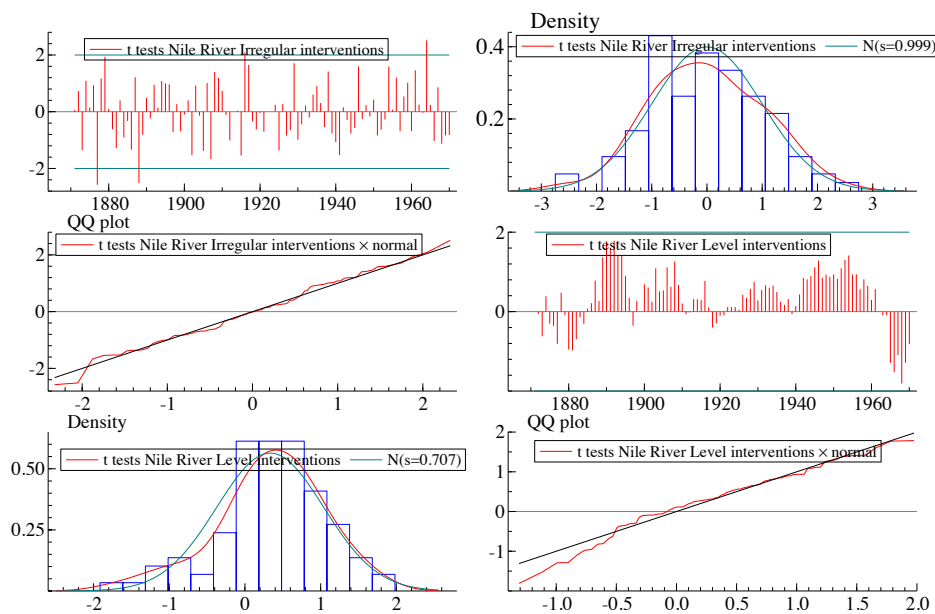 t tests Nile River Irregular interventions
2
0
-2
1880 1900 1920 1940 1960
Density
t tests Nile River Irregular interventions N(s=0.999)
0.4
0.2
-3 -2 -1 0 1 2 3
QQ plot
t tests Nile River Irregular interventions × normal
2
0
-2
-2 -1 0 1 2
t tests Nile River Level interventions
2
0
1880 1900 1920 1940 1960
Density
t tests Nile River Level interventions N(s=0.707)
0.50
0.25
-2 -1 0 1 2
QQ plot
t tests Nile River Level interventions × normal
2
1
0
-1
-1.0 -0.5 0.0 0.5 1.0 1.5 2.0